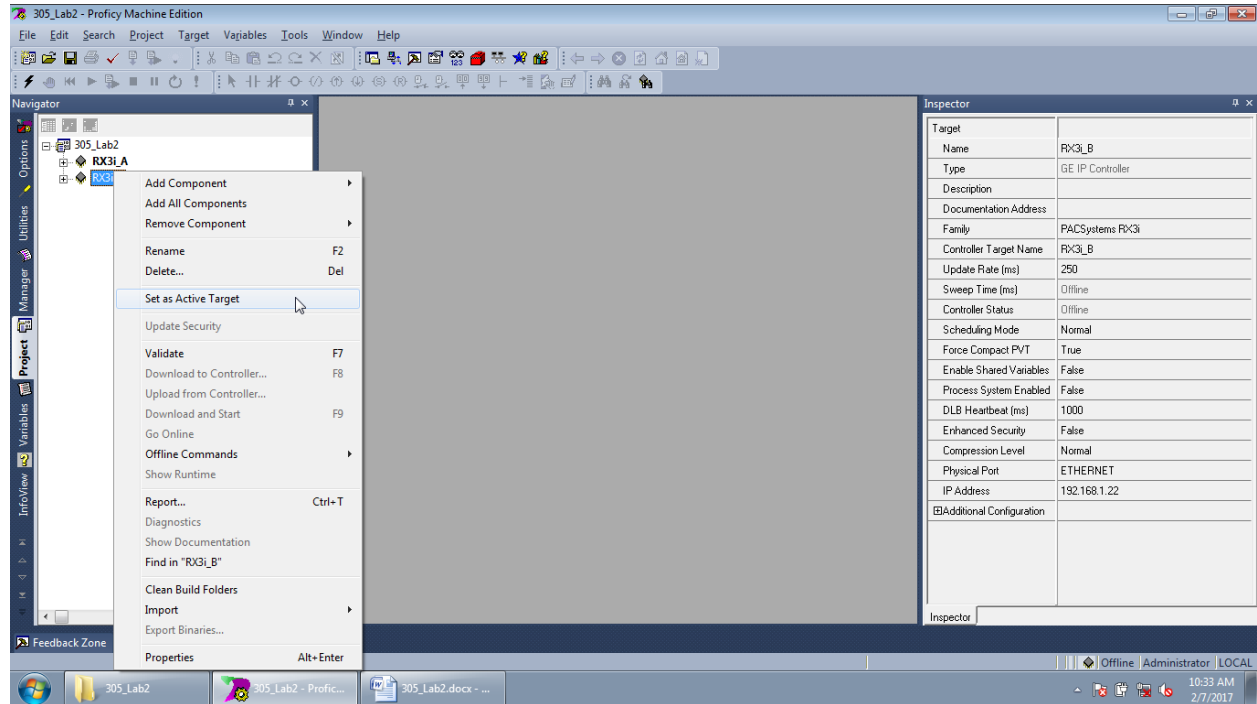 305_Lab2 - Proficy Machine Edition
File Edit Search Project Target Variables Tools Window Help
Navigator
Options
Utilities
Manager
Project
Variables
InfoView
305_Lab2
RX3i_A
RX3i
Add Component
Add All Components
Remove Component
Rename F2
Delete... Del
Set as Active Target
Update Security
Validate F7
Download to Controller... F8
Upload from Controller...
Download and Start F9
Go Online
Offline Commands
Show Runtime
Report... Ctrl+T
Diagnostics
Show Documentation
Find in "RX3i_B"
Clean Build Folders
Import
Export Binaries...
Properties Alt+Enter
Inspector
Target
Name RX3i_B
Type GE IP Controller
Description
Documentation Address
Family PACSystems RX3i
Controller Target Name RX3i_B
Update Rate (ms) 250
Sweep Time (ms) Offline
Controller Status Offline
Scheduling Mode Normal
Force Compact PVT True
Enable Shared Variables False
Process System Enabled False
DLB Heartbeat (ms) 1000
Enhanced Security False
Compression Level Normal
Physical Port ETHERNET
IP Address 192.168.1.22
Additional Configuration
Inspector
Feedback Zone
Offline Administrator LOCAL
305_Lab2
305_Lab2 - Profic...
305_Lab2.docx - ...
10:33 AM
2/7/2017